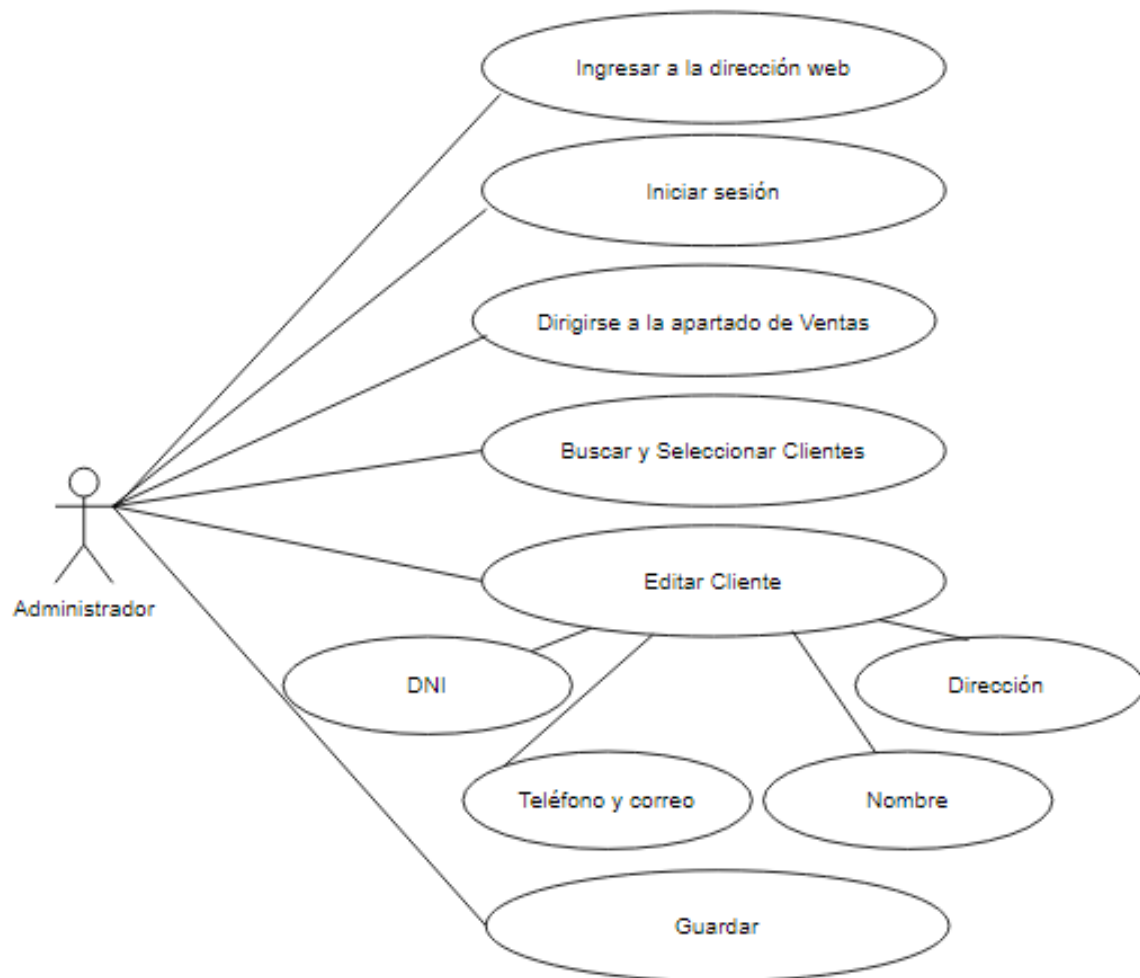 Ingresar a la dirección web
Iniciar sesión
Dirigirse a la apartado de Ventas
Buscar y Seleccionar Clientes
Editar Cliente
Administrador
DNI
Dirección
Teléfono y correo
Nombre
Guardar